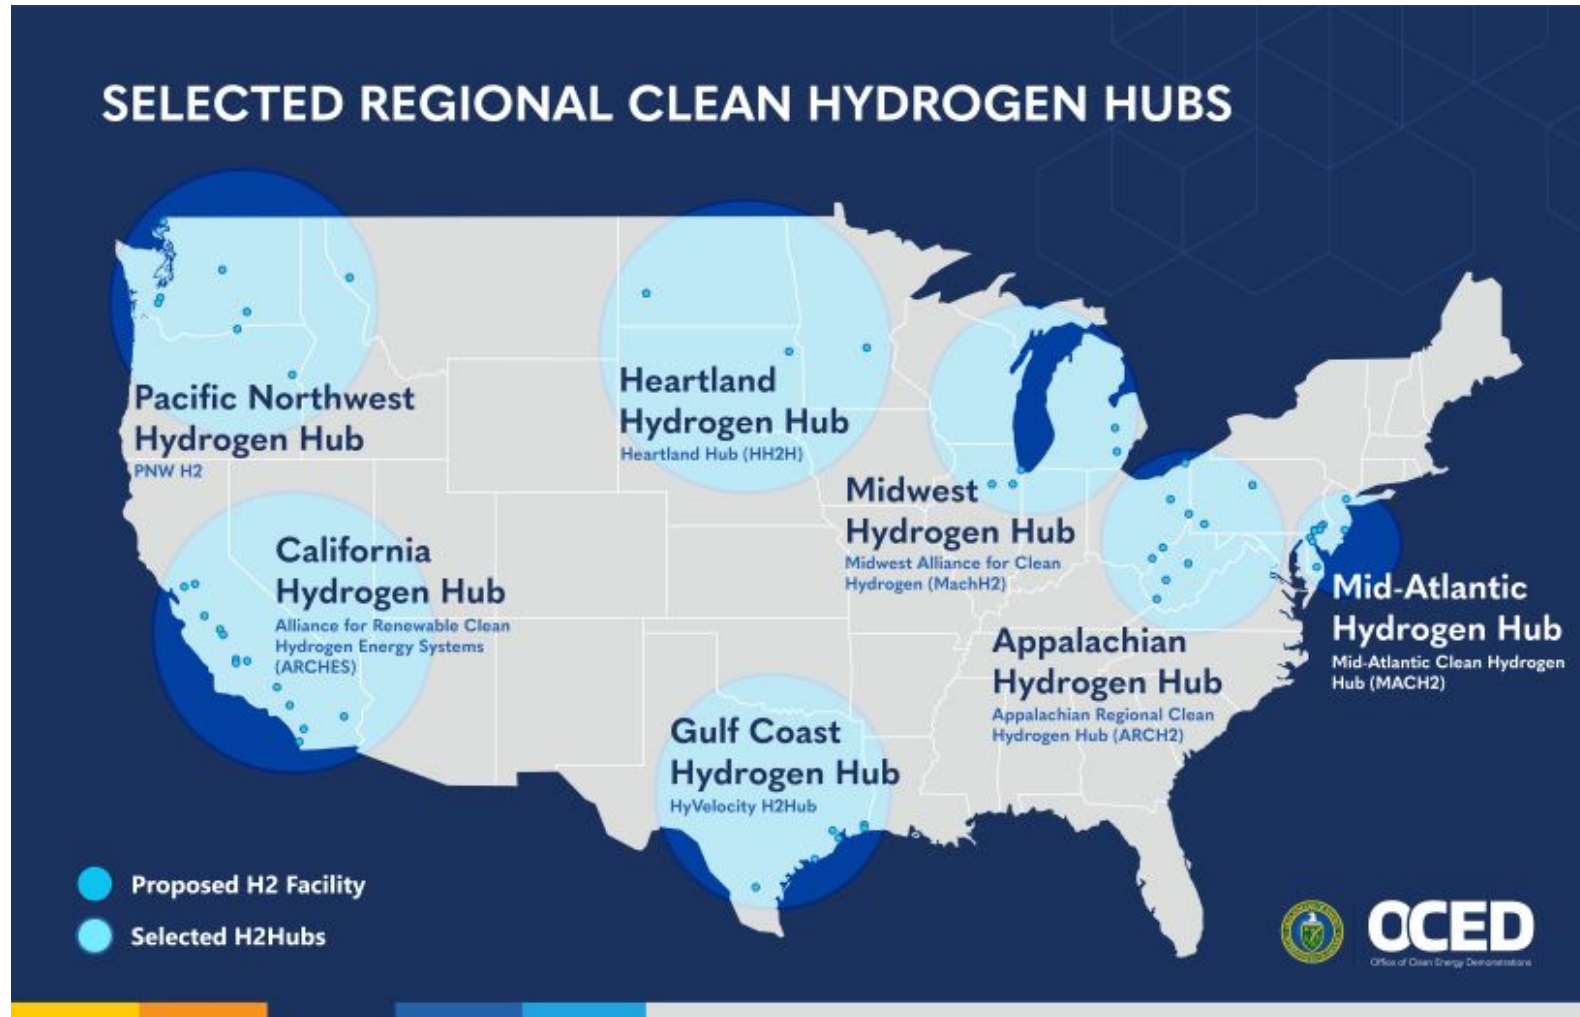 SELECTED REGIONAL CLEAN HYDROGEN HUBS
Pacific Northwest
Hydrogen Hub
PNW H2
Heartland
Hydrogen Hub
Heartland Hub (HH2H)
Midwest
Hydrogen Hub
Midwest Alliance for Clean
Hydrogen (MachH2)
California
Hydrogen Hub
Alliance for Renewable Clean
Hydrogen Energy Systems
(ARCHES)
Mid-Atlantic
Hydrogen Hub
Mid-Atlantic Clean Hydrogen
Hub (MACH2)
Appalachian
Hydrogen Hub
Appalachian Regional Clean
Hydrogen Hub (ARCH2)
Gulf Coast
Hydrogen Hub
HyVelocity H2Hub
Proposed H2 Facility
Selected H2Hubs
OCED
Office of Clean Energy Demonstrations